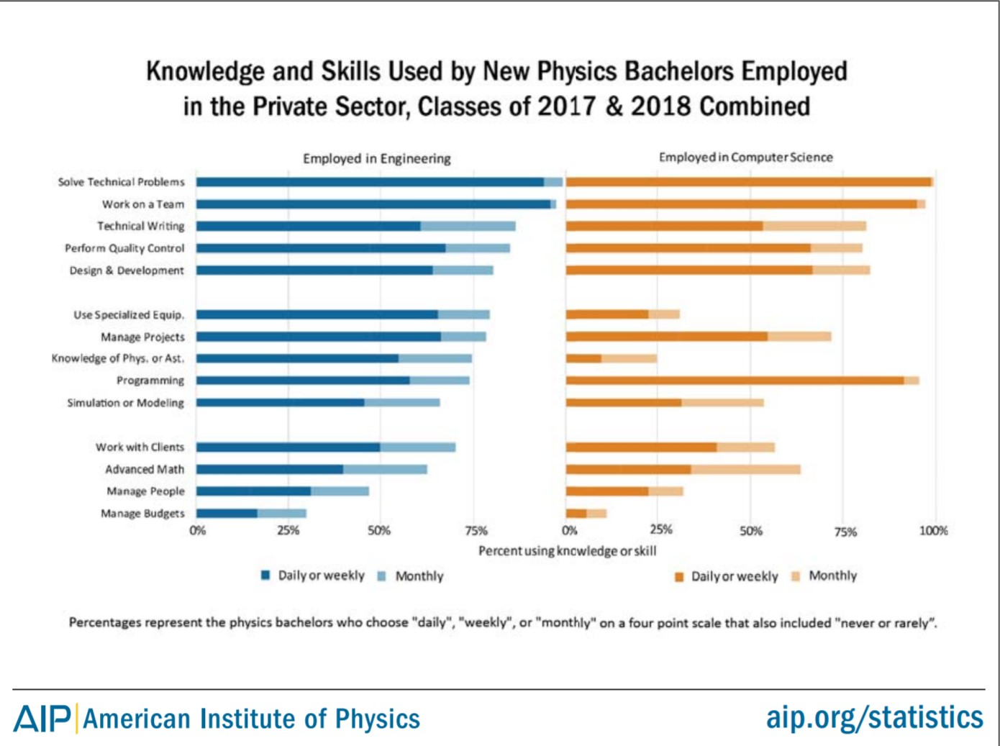 Knowledge and Skills Used by New Physics Bachelors Employed
in the Private Sector, Classes of 2017 & 2018 Combined
Employed in Engineering
Employed in Computer Science
Solve Technical Problems
Work on a Team
Technical Writing
Perform Quality Control
Design & Development
Use Specialized Equip.
Manage Projects
Knowledge of Phys. or Ast.
Programming
Simulation or Modeling
Work with Clients
Advanced Math
Manage People
Manage Budgets
0% 25% 50% 75% 0% 25% 50% 75% 100%
Percent using knowledge or skill
Daily or weekly Monthly Daily or weekly Monthly
Percentages represent the physics bachelors who choose "daily", "weekly", or "monthly" on a four point scale that also included "never or rarely".
AIP American Institute of Physics
aip.org/statistics